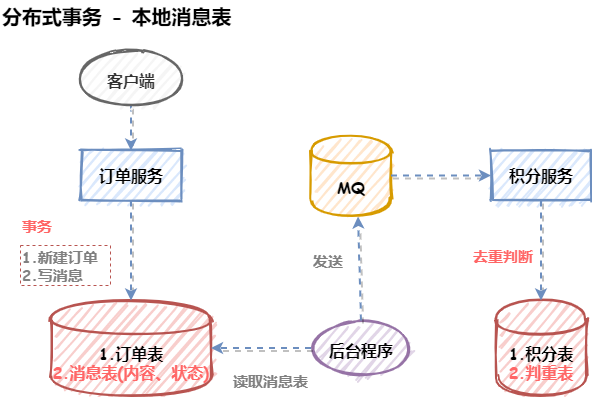 分布式事务 - 本地消息表
客户端
订单服务
MQ
积分服务
事务
1.新建订单
2.写消息
发送
去重判断
1.订单表
2.消息表(内容、状态)
读取消息表
后台程序
1.积分表
2.判重表